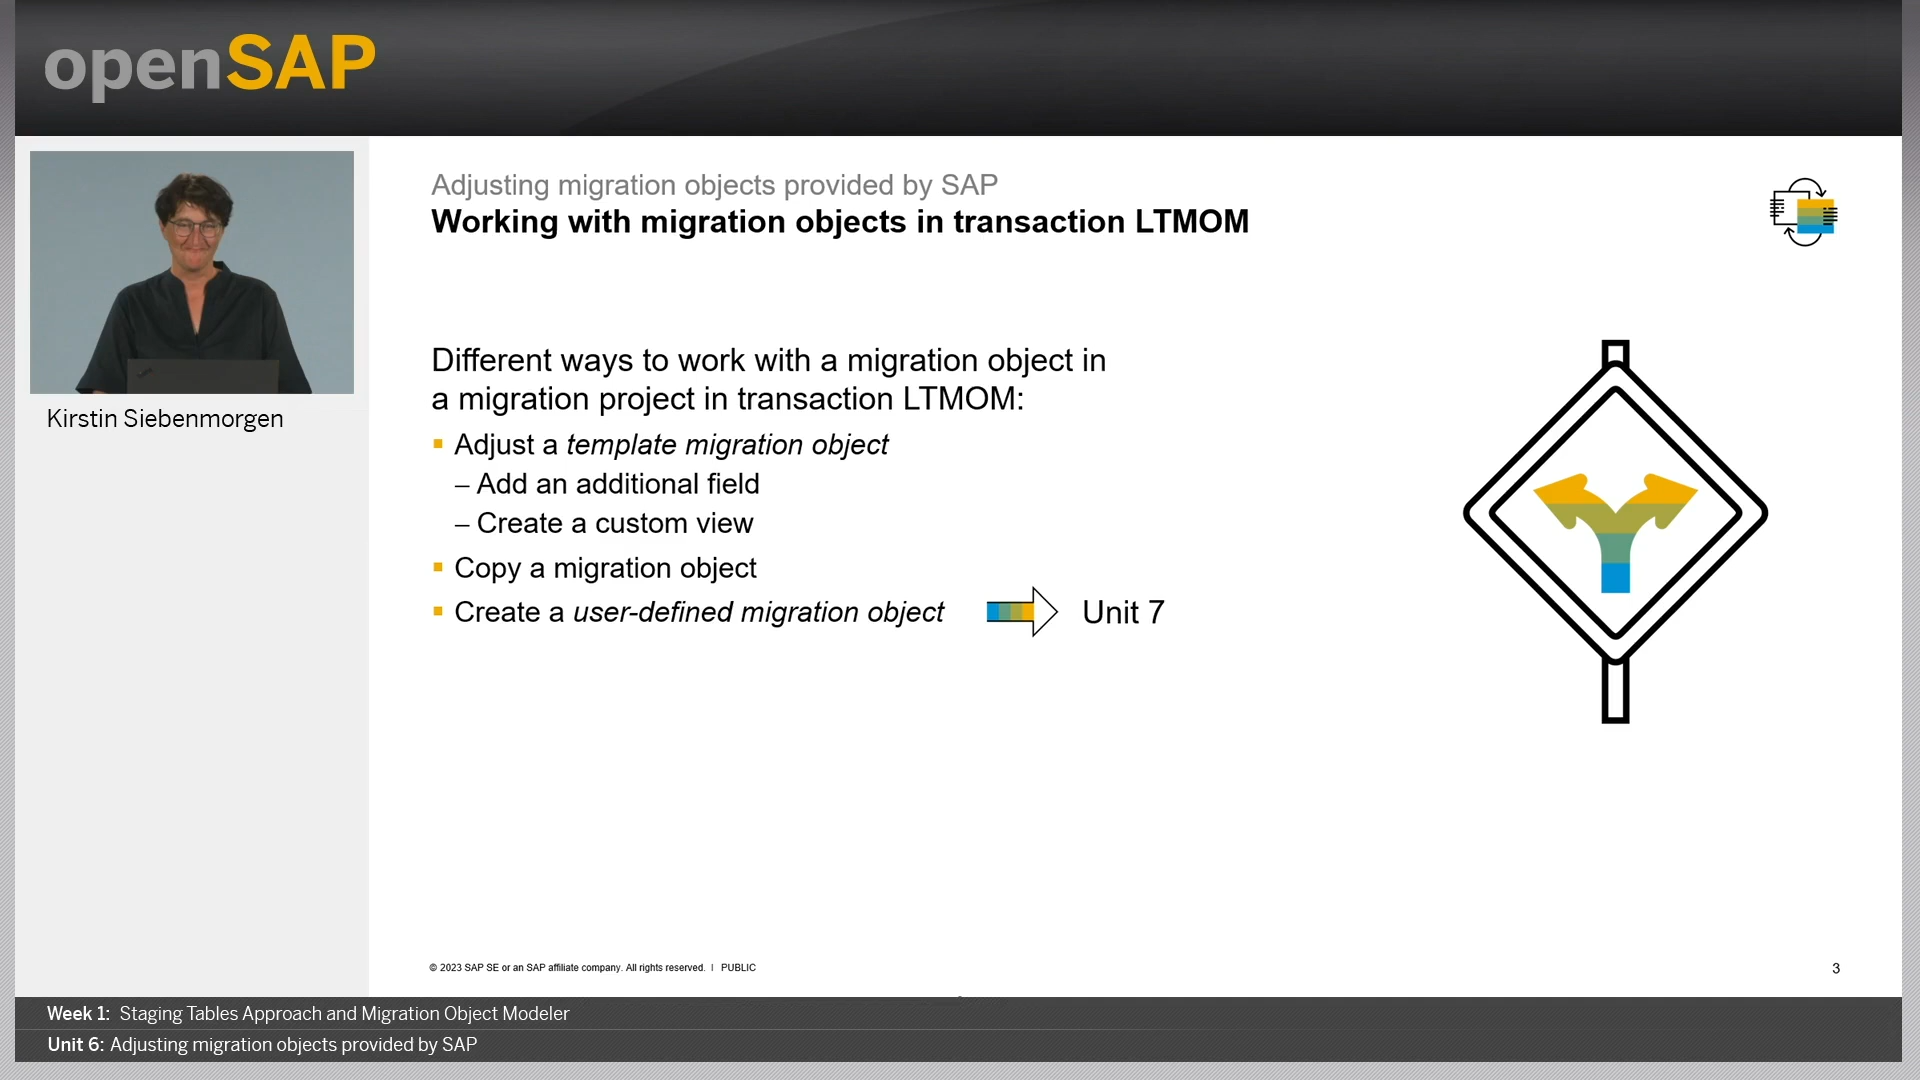 openSAP
Kirstin Siebenmorgen
Adjusting migration objects provided by SAP
Working with migration objects in transaction LTMOM
Different ways to work with a migration object in
a migration project in transaction LTMOM:
▪ Adjust a template migration object
– Add an additional field
– Create a custom view
▪ Copy a migration object
▪ Create a user-defined migration object Unit 7
© 2023 SAP SE or an SAP affiliate company. All rights reserved. I PUBLIC
3
Week 1: Staging Tables Approach and Migration Object Modeler
Unit 6: Adjusting migration objects provided by SAP